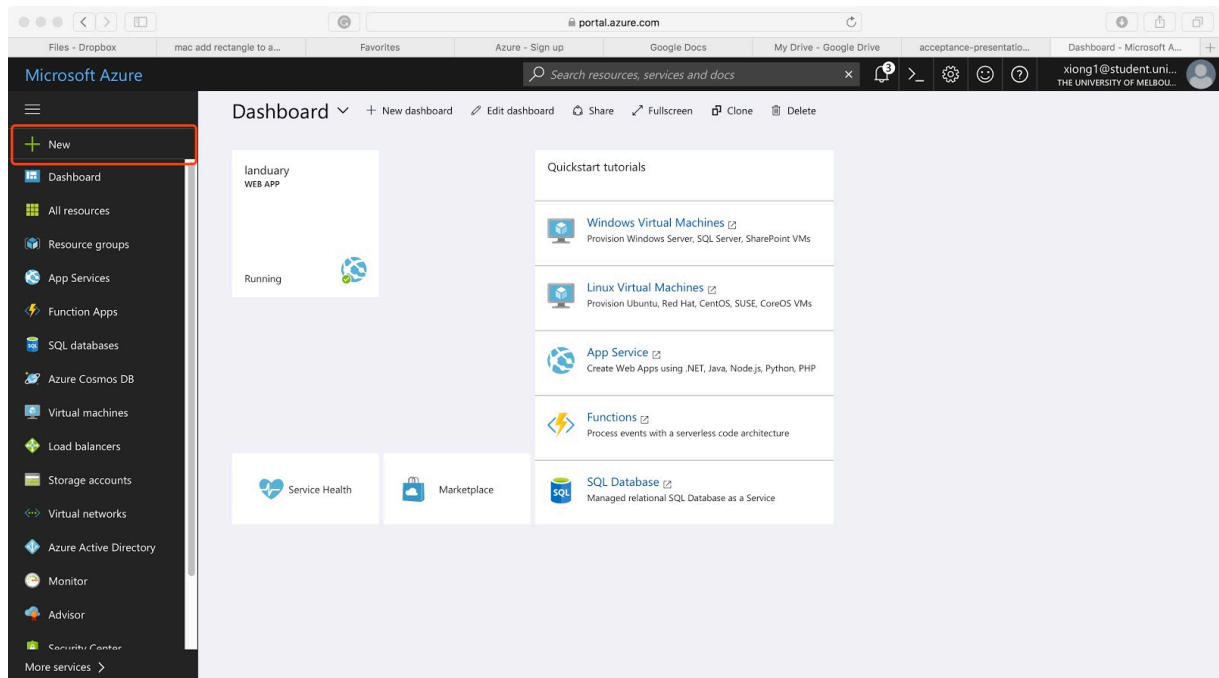 portal.azure.com
Files - Dropbox
mac add rectangle to a...
Favorites
Azure - Sign up
Google Docs
My Drive - Google Drive
acceptance-presentatio...
Dashboard - Microsoft A...
Microsoft Azure
Search resources, services and docs
3
xiong1@student.uni...
THE UNIVERSITY OF MELBOU...
Dashboard
+ New dashboard
Edit dashboard
Share
Fullscreen
Clone
Delete
New
Dashboard
All resources
Resource groups
App Services
Function Apps
SQL databases
Azure Cosmos DB
Virtual machines
Load balancers
Storage accounts
Virtual networks
Azure Active Directory
Monitor
Advisor
Security Center
More services >
landuary
WEB APP
Running
Service Health
Marketplace
Quickstart tutorials
Windows Virtual Machines
Provision Windows Server, SQL Server, SharePoint VMs
Linux Virtual Machines
Provision Ubuntu, Red Hat, CentOS, SUSE, CoreOS VMs
App Service
Create Web Apps using .NET, Java, Node.js, Python, PHP
Functions
Process events with a serverless code architecture
SQL
SQL Database
Managed relational SQL Database as a Service